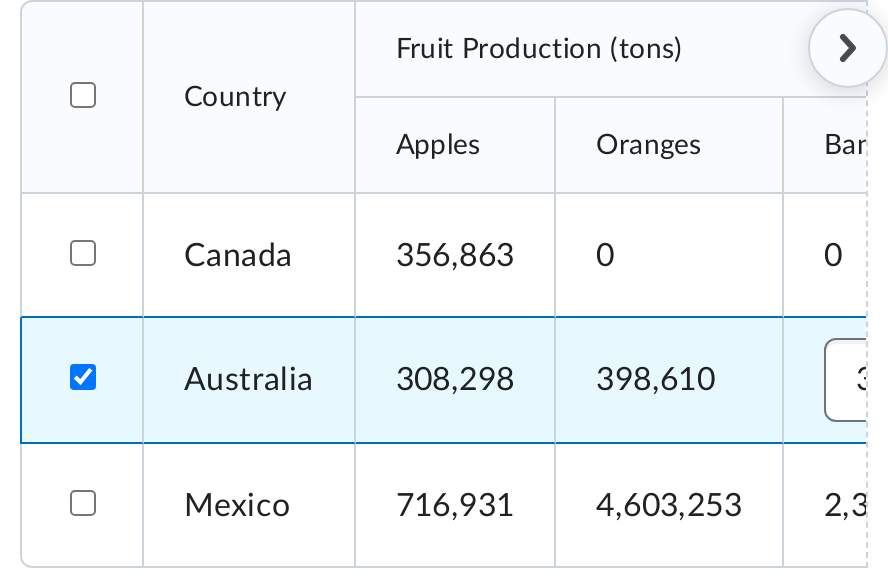 Fruit Production (tons)
Country
Apples Oranges
Canada 356,863 0 0
Australia 308,298 398,610
Mexico 716,931 4,603,253